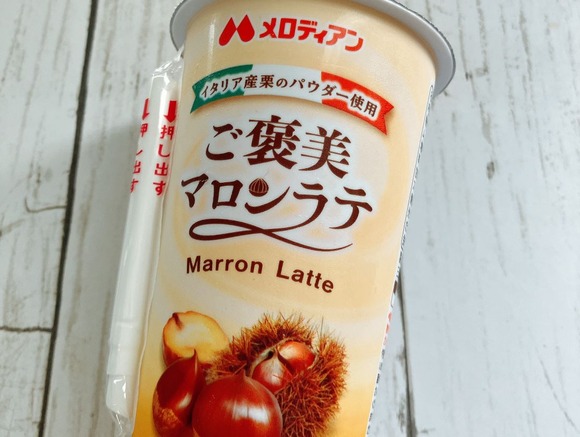 メロディアン
イタリア産栗のパウダー使用
ご褒美
マロンラテ
Marron Latte
押し出す
押し出す